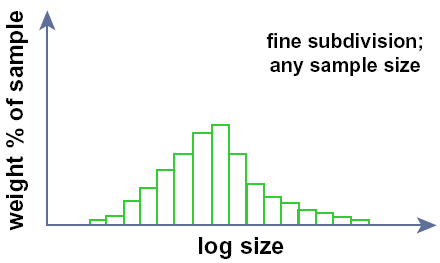 fine subdivision;
any sample size
weight % of sample
log size